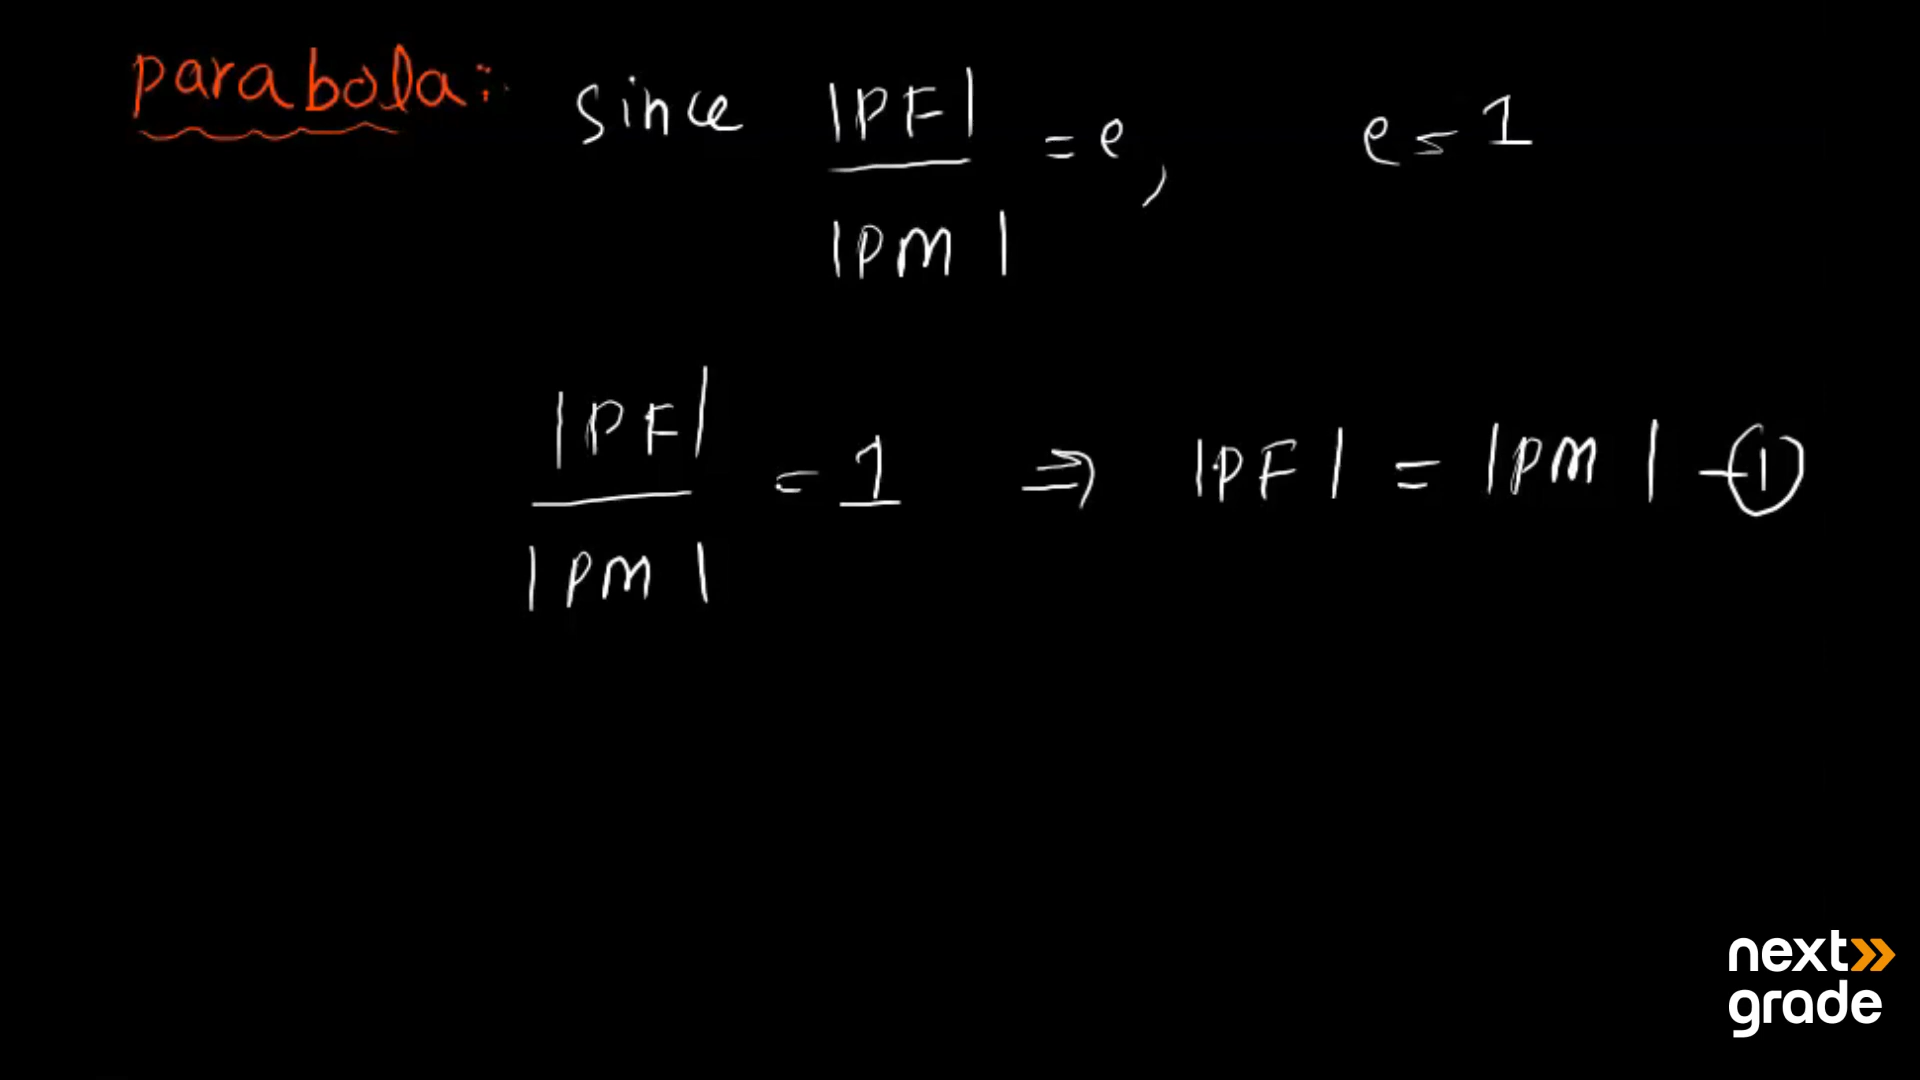 parabola: since |PF| / |PM| = e, e = 1
|PF| / |PM| = 1 ⇒ |PF| = |PM| - ①
next
grade